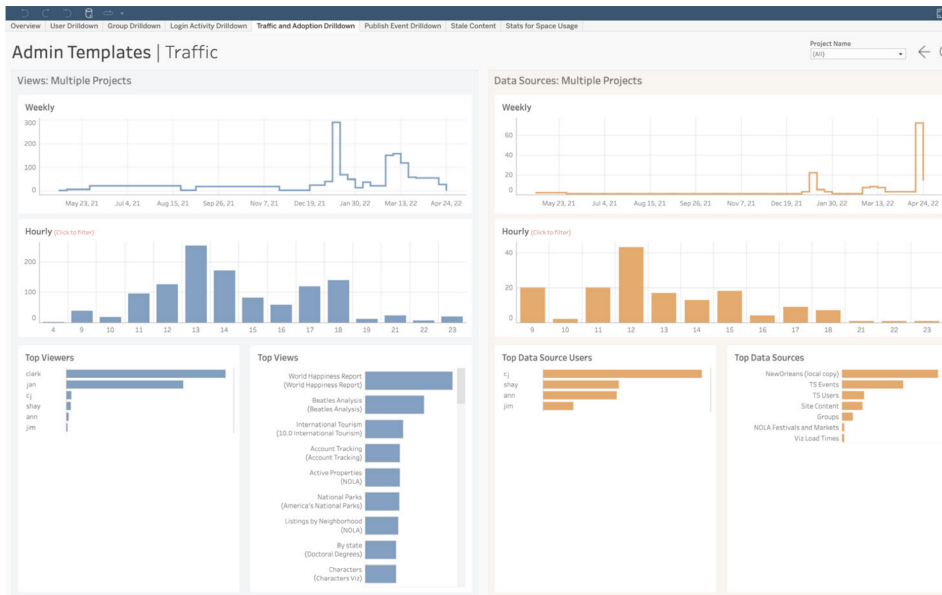 Overview User Drilldown Group Drilldown Login Activity Drilldown Traffic and Adoption Drilldown Publish Event Drilldown Stale Content Stats for Space Usage
Admin Templates | Traffic
Project Name
(All)
Views: Multiple Projects
Weekly
300
200
100
0
May 23, 21 Jul 4, 21 Aug 15, 21 Sep 26, 21 Nov 7, 21 Dec 19, 21 Jan 30, 22 Mar 13, 22 Apr 24, 22
Hourly (Click to filter)
200
100
0
4 9 10 11 12 13 14 15 16 17 18 19 21 22 23
Top Viewers
clark
jan
cj
shay
ann
jim
Top Views
World Happiness Report
(World Happiness Report)
Beatles Analysis
(Beatles Analysis)
International Tourism
(10.0 International Tourism)
Account Tracking
(Account Tracking)
Active Properties
(NOLA)
National Parks
(America's National Parks)
Listings by Neighborhood
(NOLA)
By state
(Doctoral Degrees)
Characters
(Characters Viz)
Data Sources: Multiple Projects
Weekly
60
40
20
0
May 23, 21 Jul 4, 21 Aug 15, 21 Sep 26, 21 Nov 7, 21 Dec 19, 21 Jan 30, 22 Mar 13, 22 Apr 24, 22
Hourly (Click to filter)
40
20
0
9 10 11 12 13 14 15 16 17 18 21 22 23
Top Data Source Users
cj
shay
ann
jim
Top Data Sources
NewOrleans (local copy)
TS Events
TS Users
Site Content
Groups
NOLA Festivals and Markets
Viz Load Times